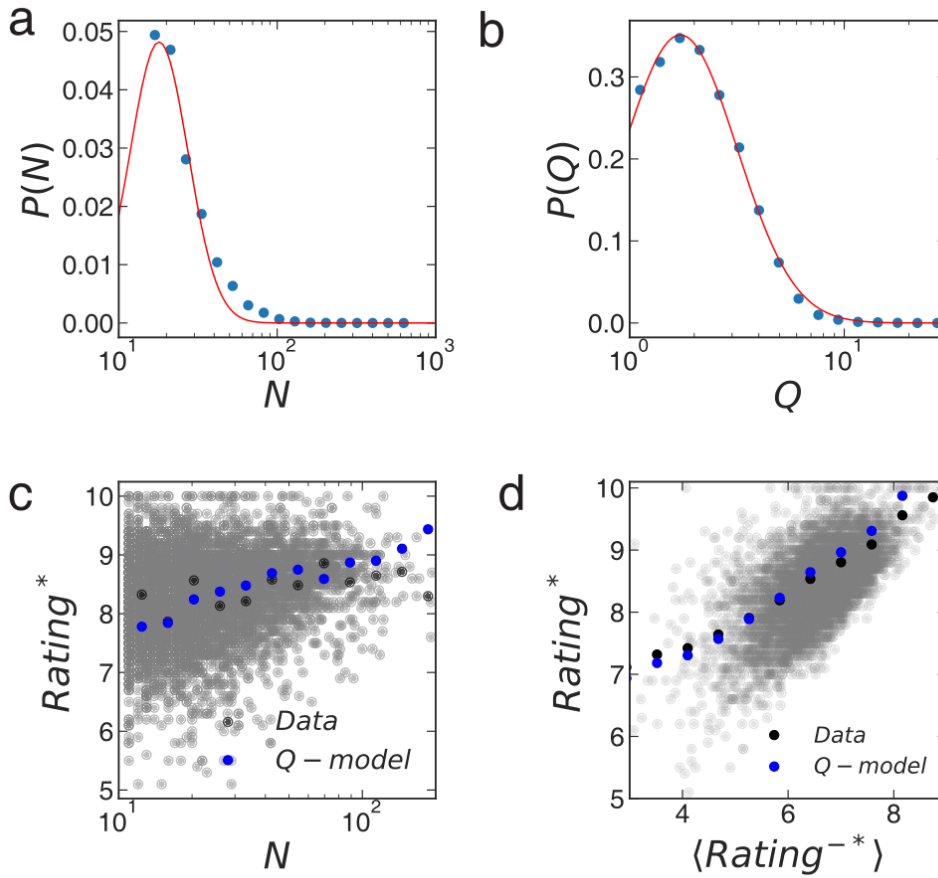 a
0.05
0.04
0.03
0.02
0.01
0.00
P(N)
10^1
10^2
10^3
N
b
0.3
0.2
0.1
0.0
P(Q)
10^0
10^1
Q
c
10
9
8
7
6
5
Rating^*
Data
Q − model
10^1
10^2
N
d
10
9
8
7
6
5
Rating^*
Data
Q − model
4
6
8
⟨Rating^{−*}⟩